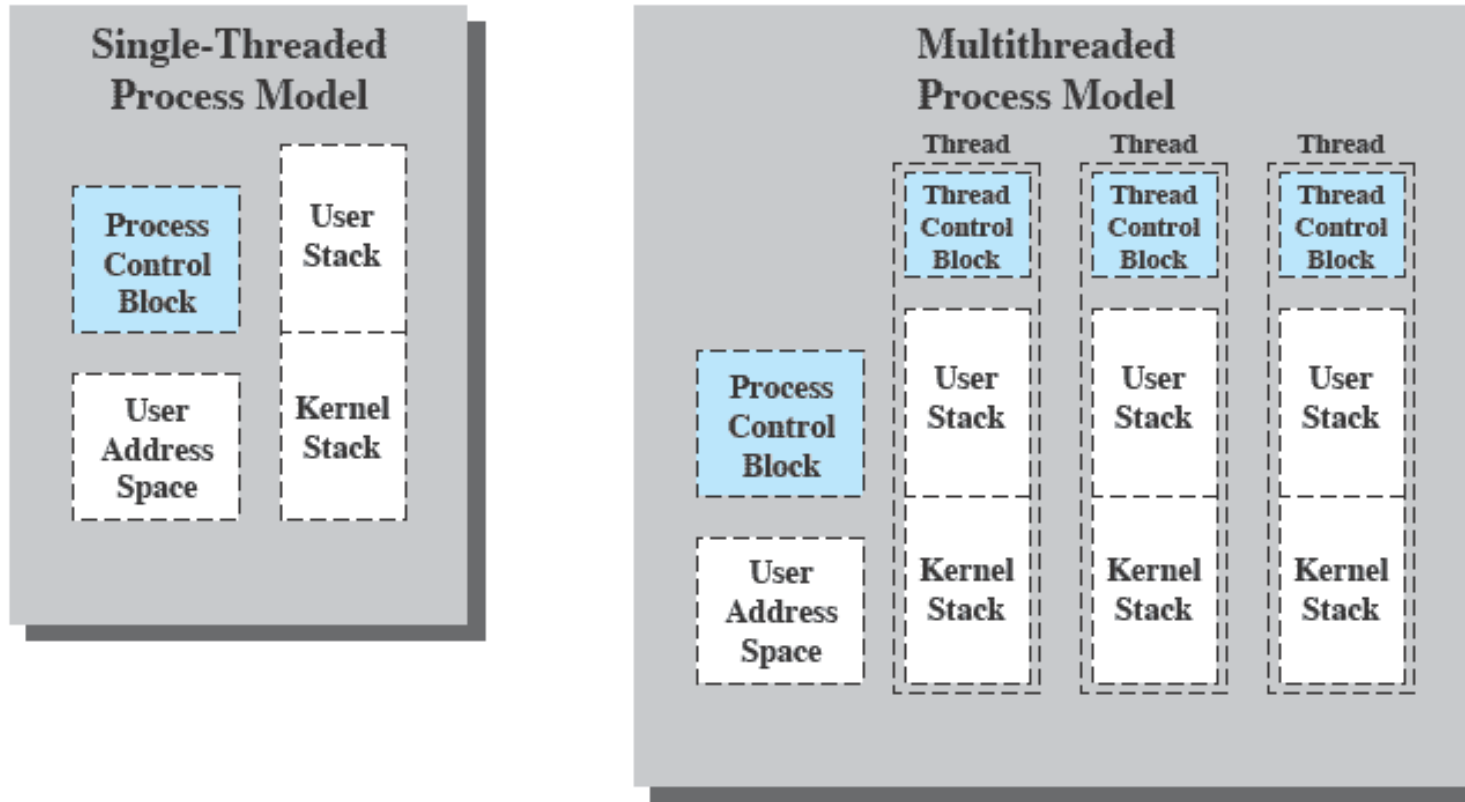 Single-Threaded
Process Model
Process
Control
Block
User
Stack
User
Address
Space
Kernel
Stack
Multithreaded
Process Model
Thread
Thread
Thread
Thread
Control
Block
Thread
Control
Block
Thread
Control
Block
Process
Control
Block
User
Stack
User
Stack
User
Stack
User
Address
Space
Kernel
Stack
Kernel
Stack
Kernel
Stack